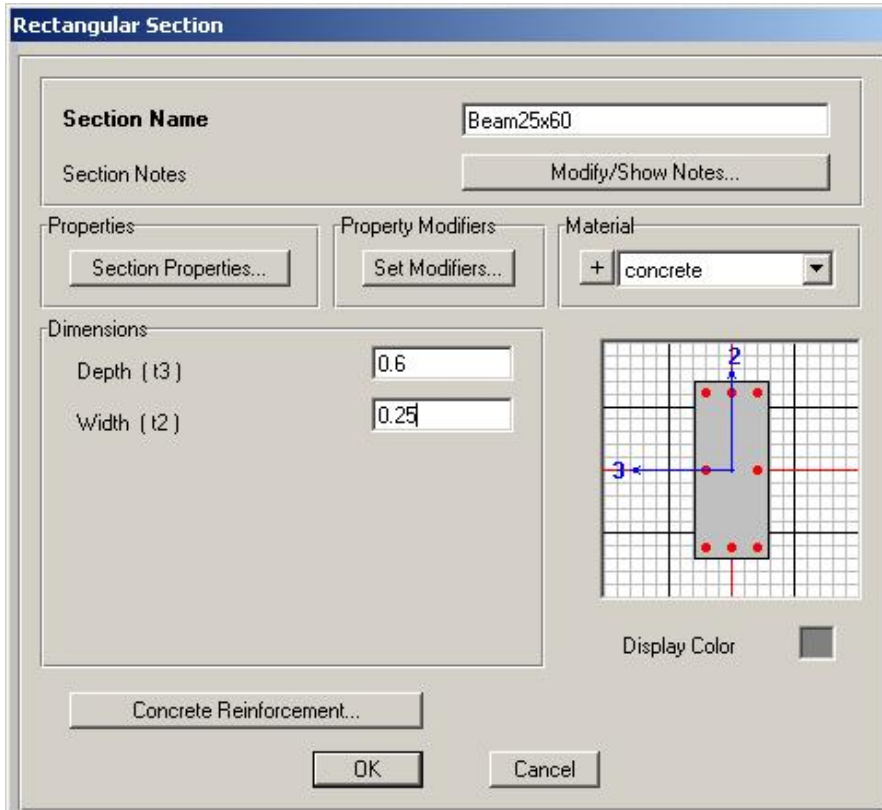 Rectangular Section
Section Name
Beam25x60
Section Notes
Modify/Show Notes...
Properties
Section Properties...
Property Modifiers
Set Modifiers...
Material
+
concrete
Dimensions
Depth ( t3 )
0.6
Width ( t2 )
0.25
2
3
Display Color
Concrete Reinforcement...
OK
Cancel